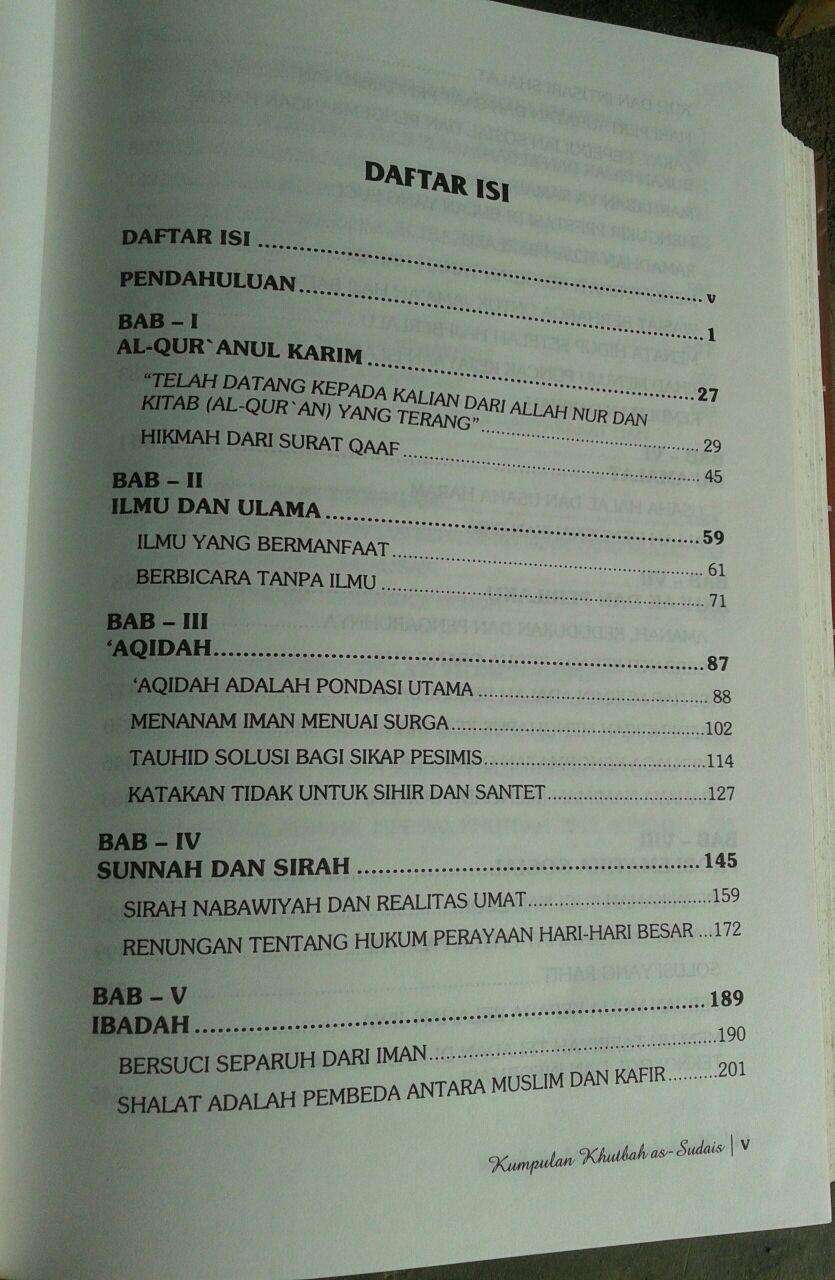 DAFTAR ISI
DAFTAR ISI ........ v
PENDAHULUAN ........ 1
BAB – I
AL-QUR`ANUL KARIM ........ 27
“TELAH DATANG KEPADA KALIAN DARI ALLAH NUR DAN
KITAB (AL-QUR`AN) YANG TERANG” ........ 29
HIKMAH DARI SURAT QAAF ........ 45
BAB – II
ILMU DAN ULAMA ........ 59
ILMU YANG BERMANFAAT ........ 61
BERBICARA TANPA ILMU ........ 71
BAB – III
‘AQIDAH ........ 87
‘AQIDAH ADALAH PONDASI UTAMA ........ 88
MENANAM IMAN MENUAI SURGA ........ 102
TAUHID SOLUSI BAGI SIKAP PESIMIS ........ 114
KATAKAN TIDAK UNTUK SIHIR DAN SANTET ........ 127
BAB – IV
SUNNAH DAN SIRAH ........ 145
SIRAH NABAWIYAH DAN REALITAS UMAT ........ 159
RENUNGAN TENTANG HUKUM PERAYAAN HARI-HARI BESAR ... 172
BAB – V
IBADAH ........ 189
BERSUCI SEPARUH DARI IMAN ........ 190
SHALAT ADALAH PEMBEDA ANTARA MUSLIM DAN KAFIR ........ 201
Kumpulan Khutbah as-Sudais | v